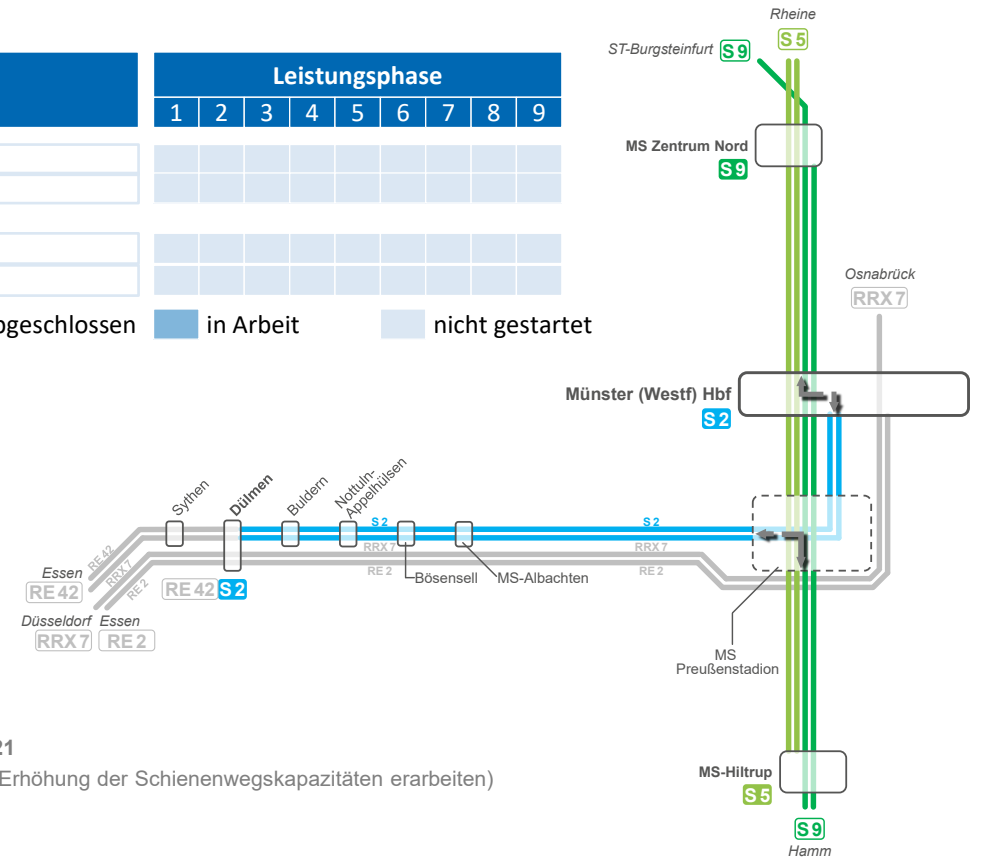 Rheine
S 5
ST-Burgsteinfurt S 9
Leistungsphase
1 2 3 4 5 6 7 8 9
MS Zentrum Nord
S 9
Osnabrück
RRX 7
in Arbeit
nicht gestartet
Münster (Westf) Hbf
S 2
Sythen
Dülmen
Buldern
Nottuln-
Appelhülsen
S 2
S 2
RRX 7
RRX 7
RE 2
RE 2
Bösensell
MS-Albachten
RE 42
RRX 7
RE 2
Essen
RE 42
RE 42 S 2
Düsseldorf Essen
RRX 7 RE 2
MS
Preußenstadion
21
Erhöhung der Schienenwegskapazitäten erarbeiten)
MS-Hiltrup
S 5
S 9
Hamm